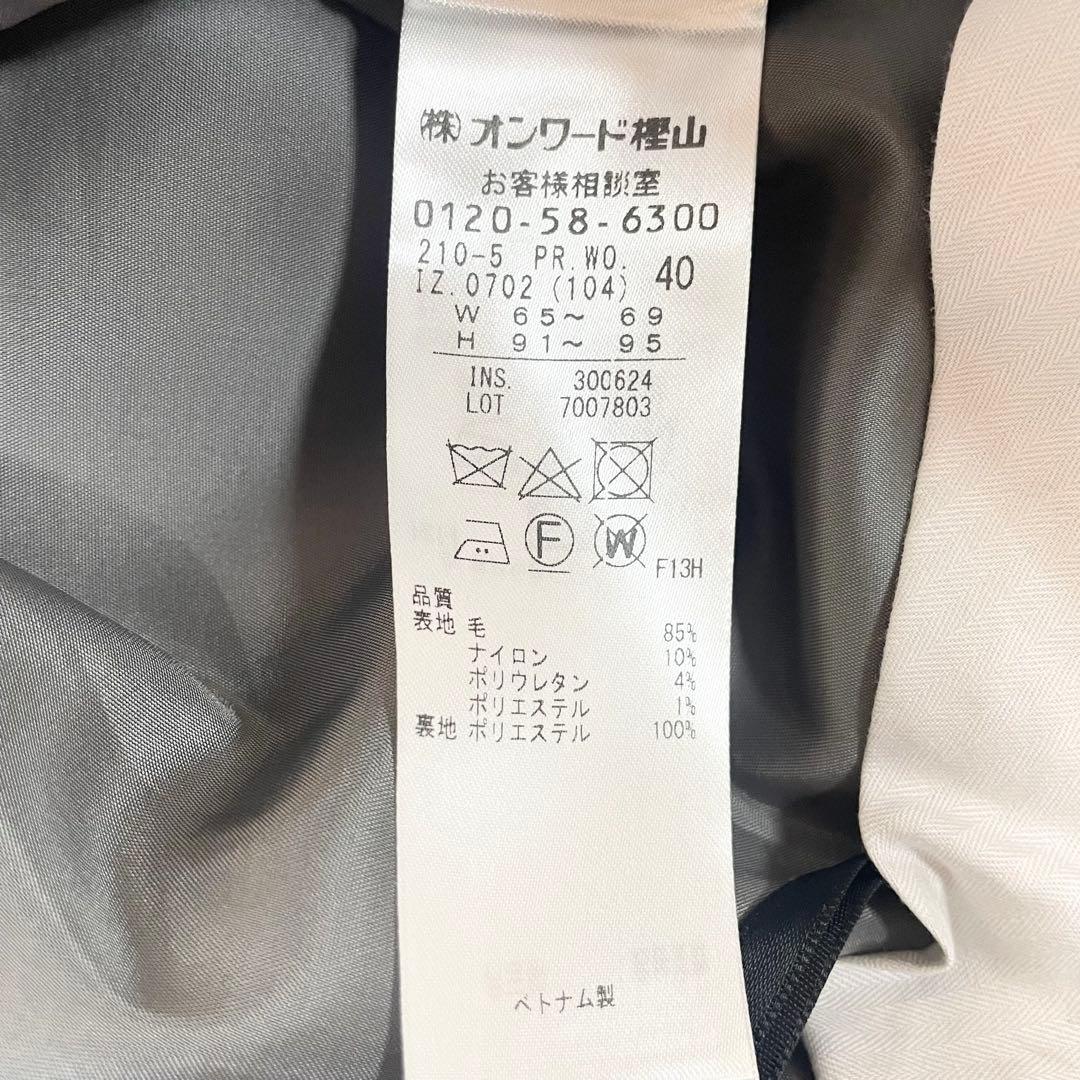 (株)オンワード樫山
お客様相談室
0120-58-6300
210-5 PR.WO. 40
IZ.0702 (104)
W 65~ 69
H 91~ 95
INS. 300624
LOT 7007803
F
W
F13H
品質
表地 毛 85%
ナイロン 10%
ポリウレタン 4%
ポリエステル 1%
裏地 ポリエステル 100%
ベトナム製